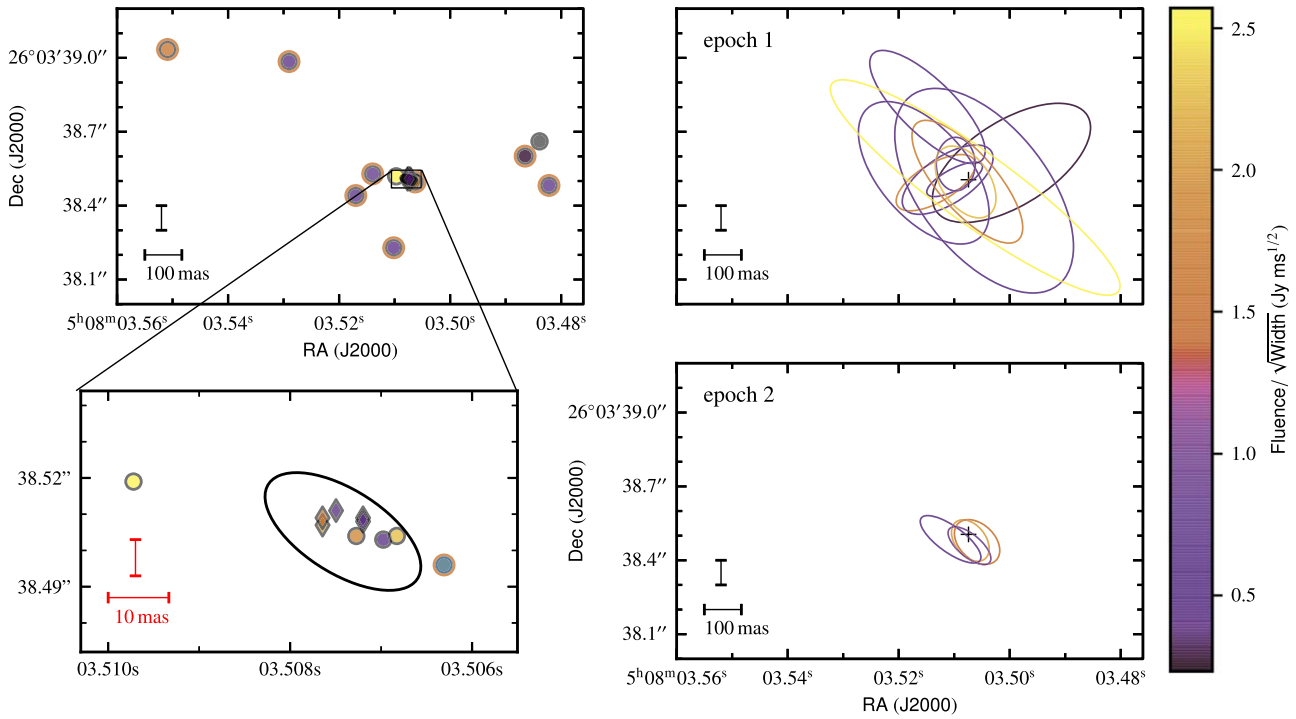 26°03′39.0″
38.7″
38.4″
38.1″
Dec (J2000)
100 mas
5ʰ08ᵐ03.56ˢ
03.54ˢ
03.52ˢ
03.50ˢ
03.48ˢ
RA (J2000)
epoch 1
100 mas
38.52”
38.49”
10 mas
03.510s
03.508s
03.506s
epoch 2
26°03′39.0″
38.7″
38.4″
38.1″
Dec (J2000)
100 mas
5ʰ08ᵐ03.56ˢ
03.54ˢ
03.52ˢ
03.50ˢ
03.48ˢ
RA (J2000)
2.5
2.0
1.5
1.0
0.5
Fluence/ √Width (Jy ms^{1/2})